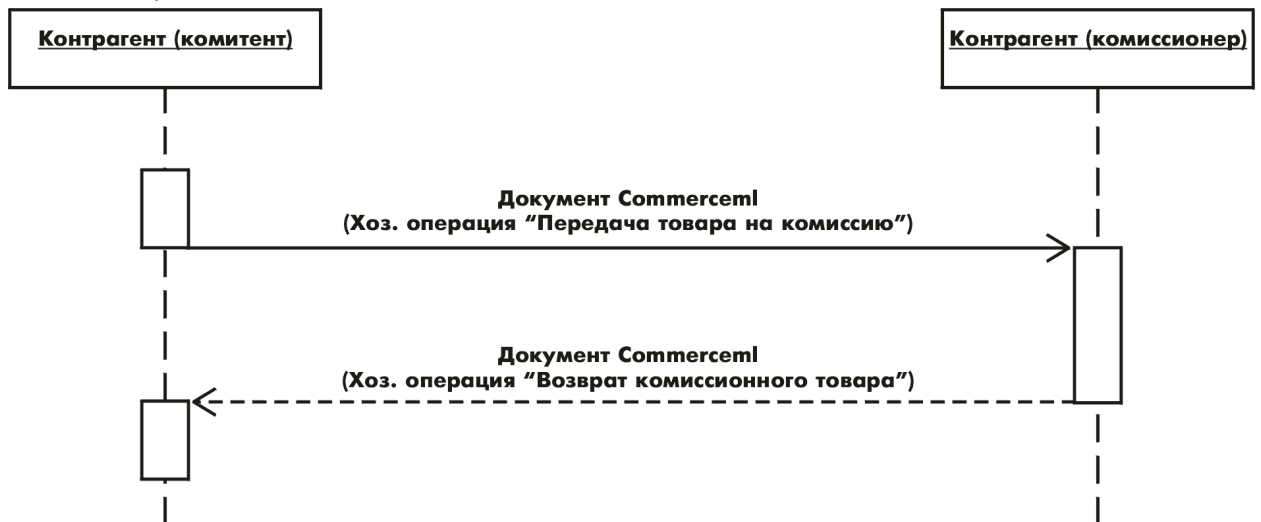 Контрагент (комитент)
Контрагент (комиссионер)
Документ Commerceml
(Хоз. операция “Передача товара на комиссию”)
Документ Commerceml
(Хоз. операция “Возврат комиссионного товара”)